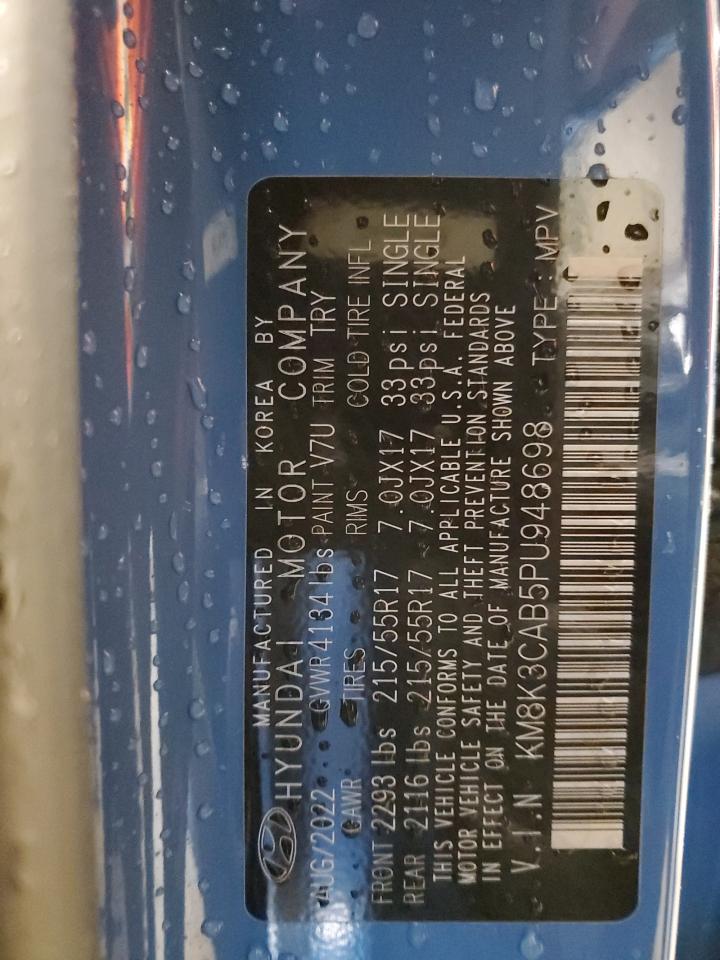 MANUFACTURED IN KOREA BY
HYUNDAI MOTOR COMPANY
AUG/2022 GVWR 4134 lbs PAINT V7U TRIM TRY
GAWR TIRES RIMS COLD TIRE INFL
FRONT 2293 lbs 215/55R17 7.0JX17 33psi SINGLE
REAR 2116 lbs 215/55R17 7.0JX17 33psi SINGLE
THIS VEHICLE CONFORMS TO ALL APPLICABLE U.S.A. FEDERAL
MOTOR VEHICLE SAFETY AND THEFT PREVENTION STANDARDS
IN EFFECT ON THE DATE OF MANUFACTURE SHOWN ABOVE
V.I.N KM8K3CAB5PU948698 TYPE : MPV